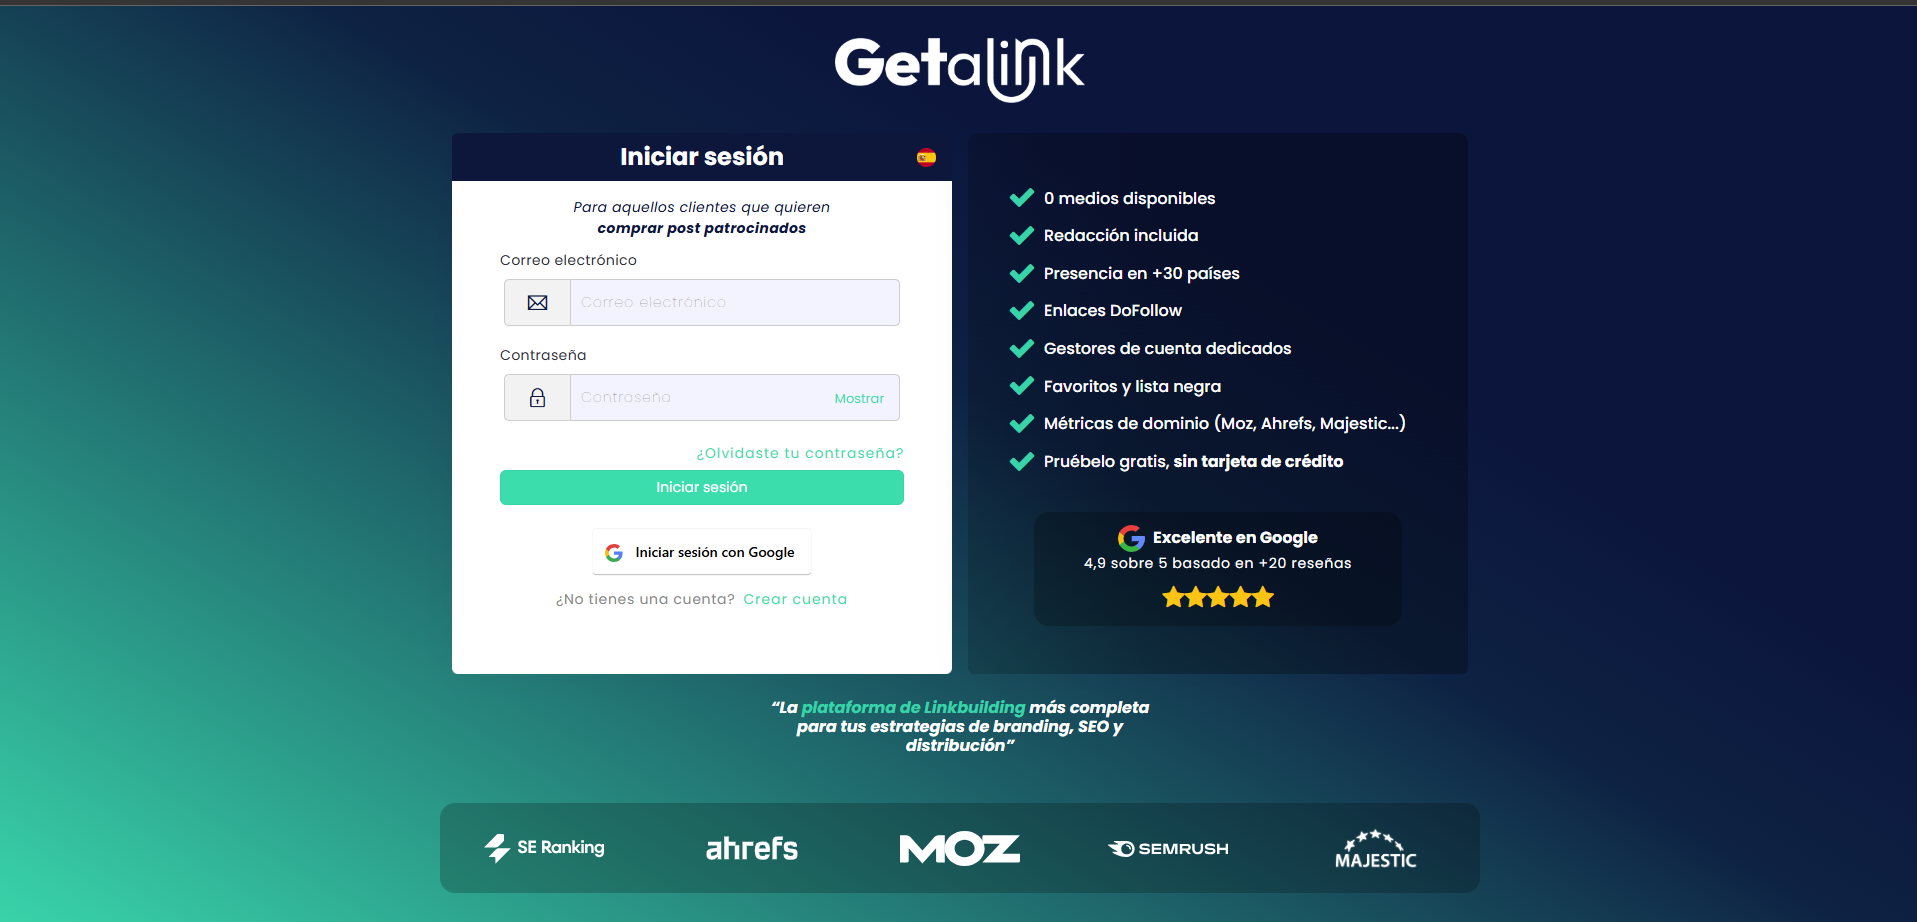 Getalink
Iniciar sesión
Para aquellos clientes que quieren
comprar post patrocinados
Correo electrónico
Correo electrónico
Contraseña
Contraseña
Mostrar
¿Olvidaste tu contraseña?
Iniciar sesión
Iniciar sesión con Google
¿No tienes una cuenta? Crear cuenta
0 medios disponibles
Redacción incluida
Presencia en +30 países
Enlaces DoFollow
Gestores de cuenta dedicados
Favoritos y lista negra
Métricas de dominio (Moz, Ahrefs, Majestic...)
Pruébelo gratis, sin tarjeta de crédito
Excelente en Google
4,9 sobre 5 basado en +20 reseñas
“La plataforma de Linkbuilding más completa
para tus estrategias de branding, SEO y
distribución”
SE Ranking
ahrefs
MOZ
SEMRUSH
MAJESTIC